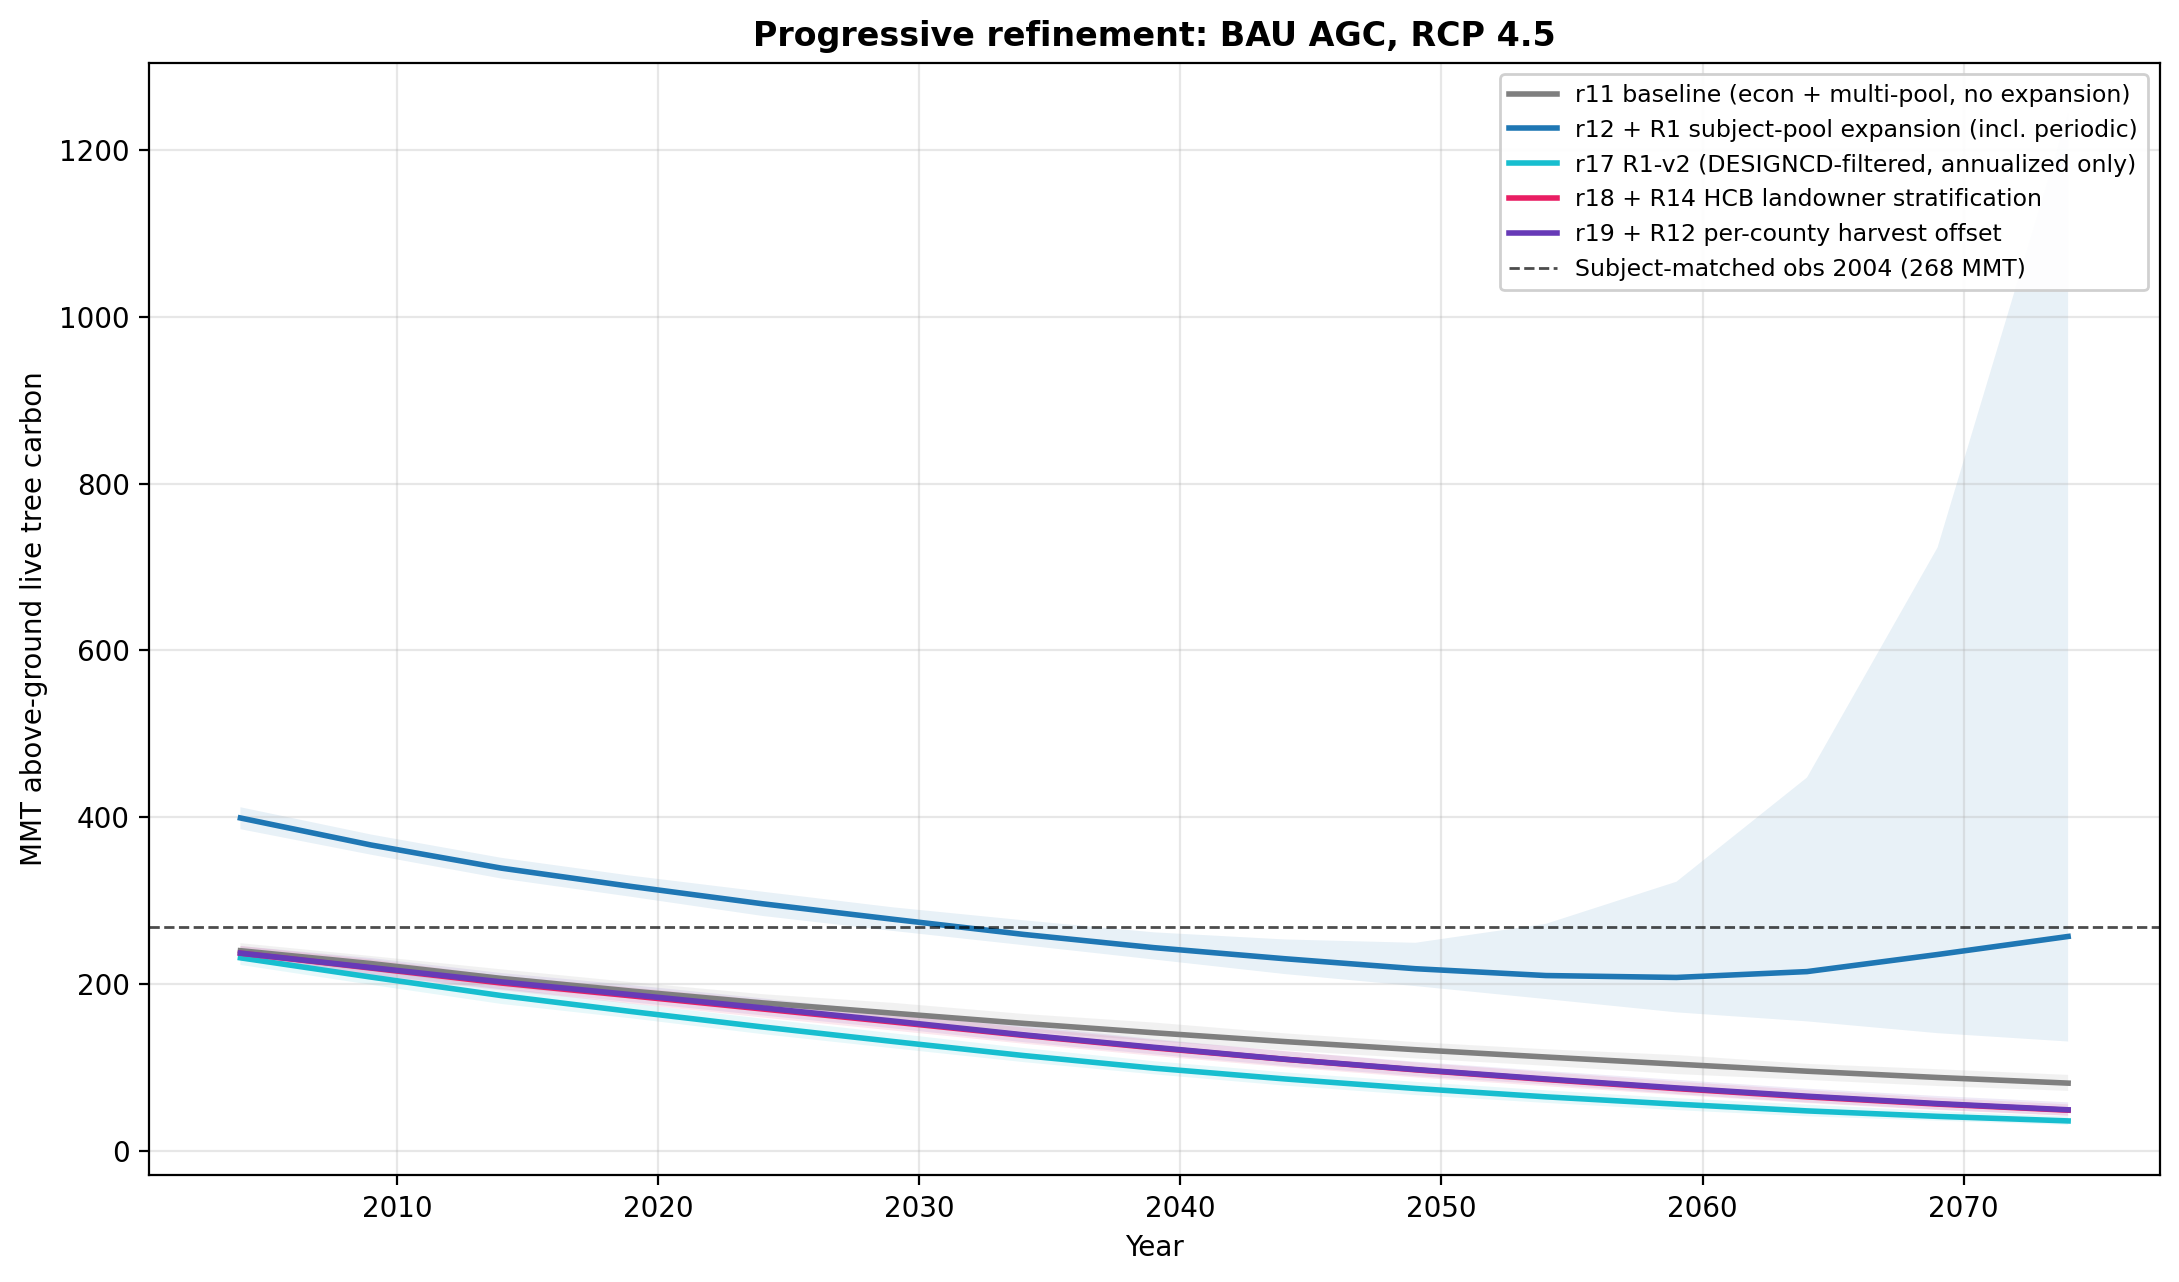 Progressive refinement: BAU AGC, RCP 4.5
r11 baseline (econ + multi-pool, no expansion)
r12 + R1 subject-pool expansion (incl. periodic)
r17 R1-v2 (DESIGNCD-filtered, annualized only)
r18 + R14 HCB landowner stratification
r19 + R12 per-county harvest offset
Subject-matched obs 2004 (268 MMT)
MMT above-ground live tree carbon
1200
1000
800
600
400
200
0
2010 2020 2030 2040 2050 2060 2070
Year